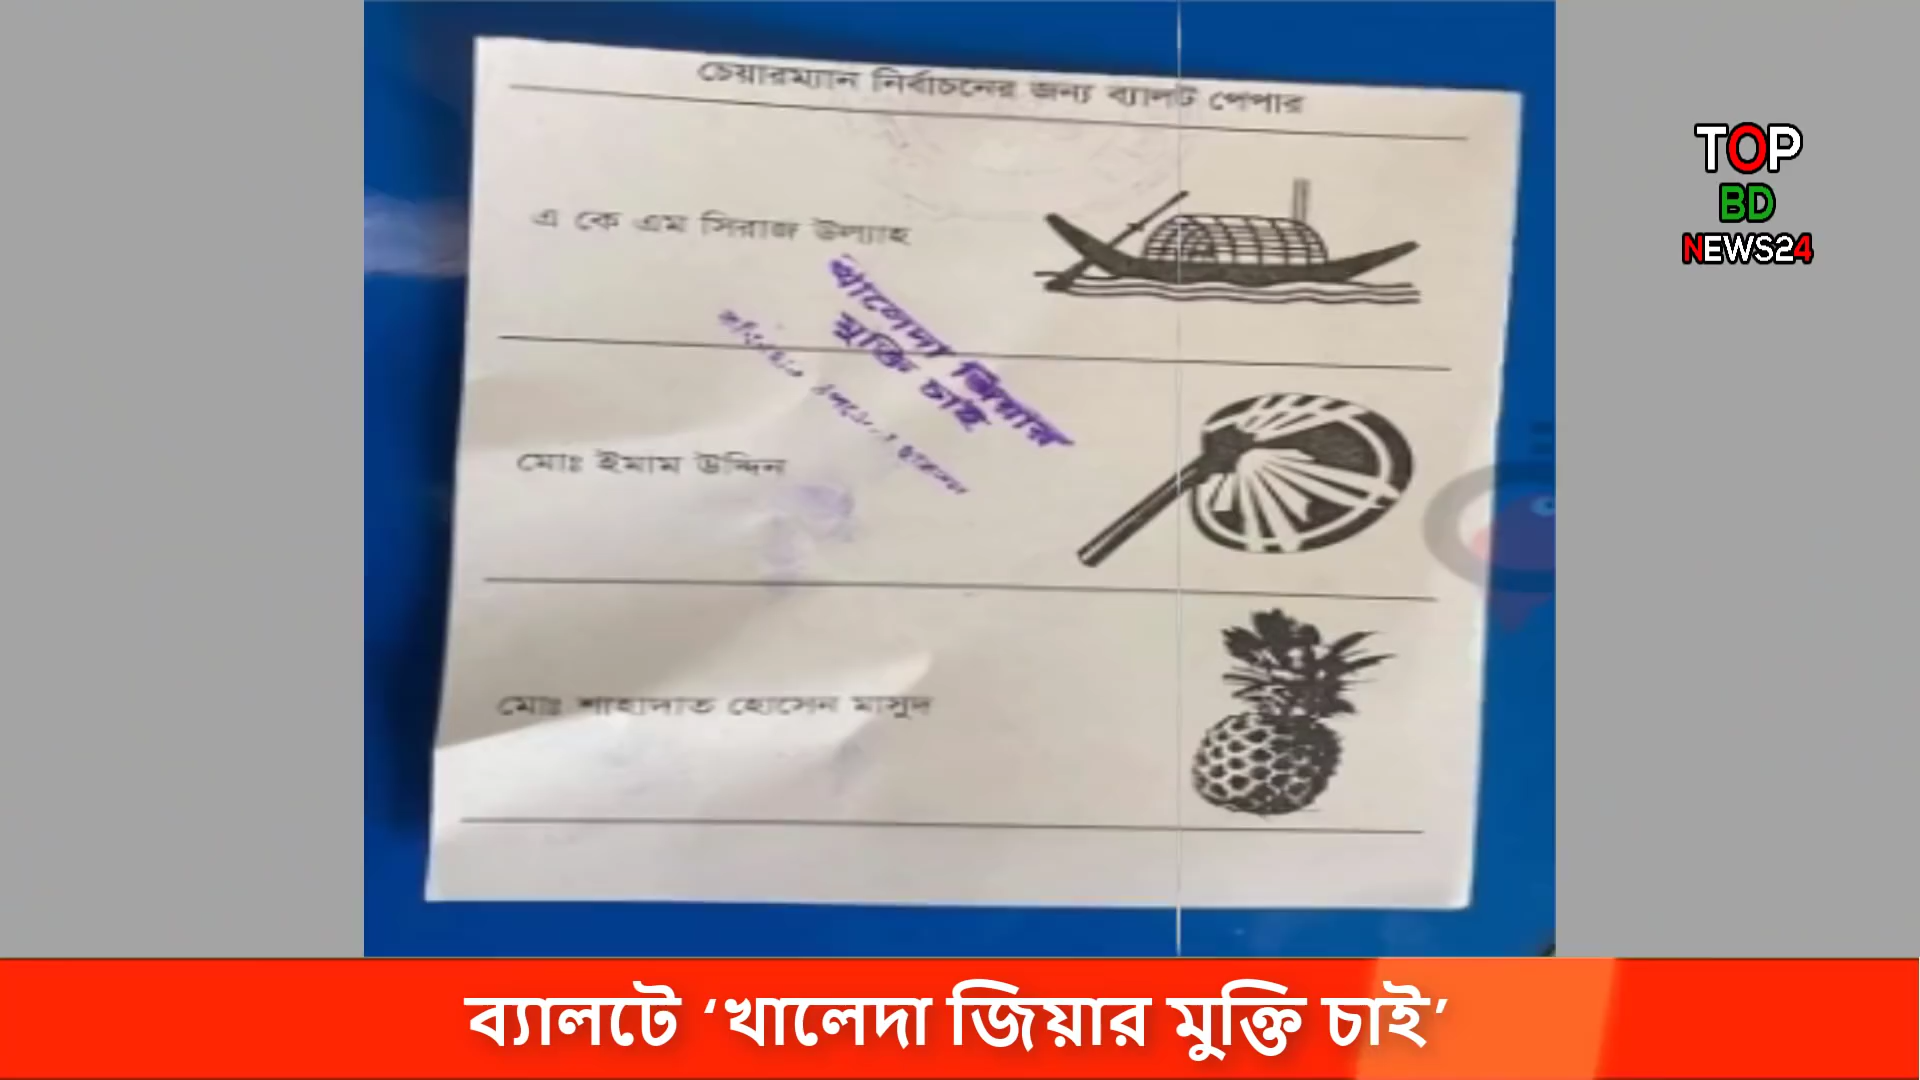 চেয়ারম্যান নির্বাচনের জন্য ব্যালট পেপার
TOP
BD
NEWS24
এ কে এম সিরাজ উল্যাহ
খালেদা জিয়ার
মুক্তি চাই
মোঃ ইমাম উদ্দিন
মোঃ শাহাদাত হোসেন মাসুদ
ব্যালটে ‘খালেদা জিয়ার মুক্তি চাই’